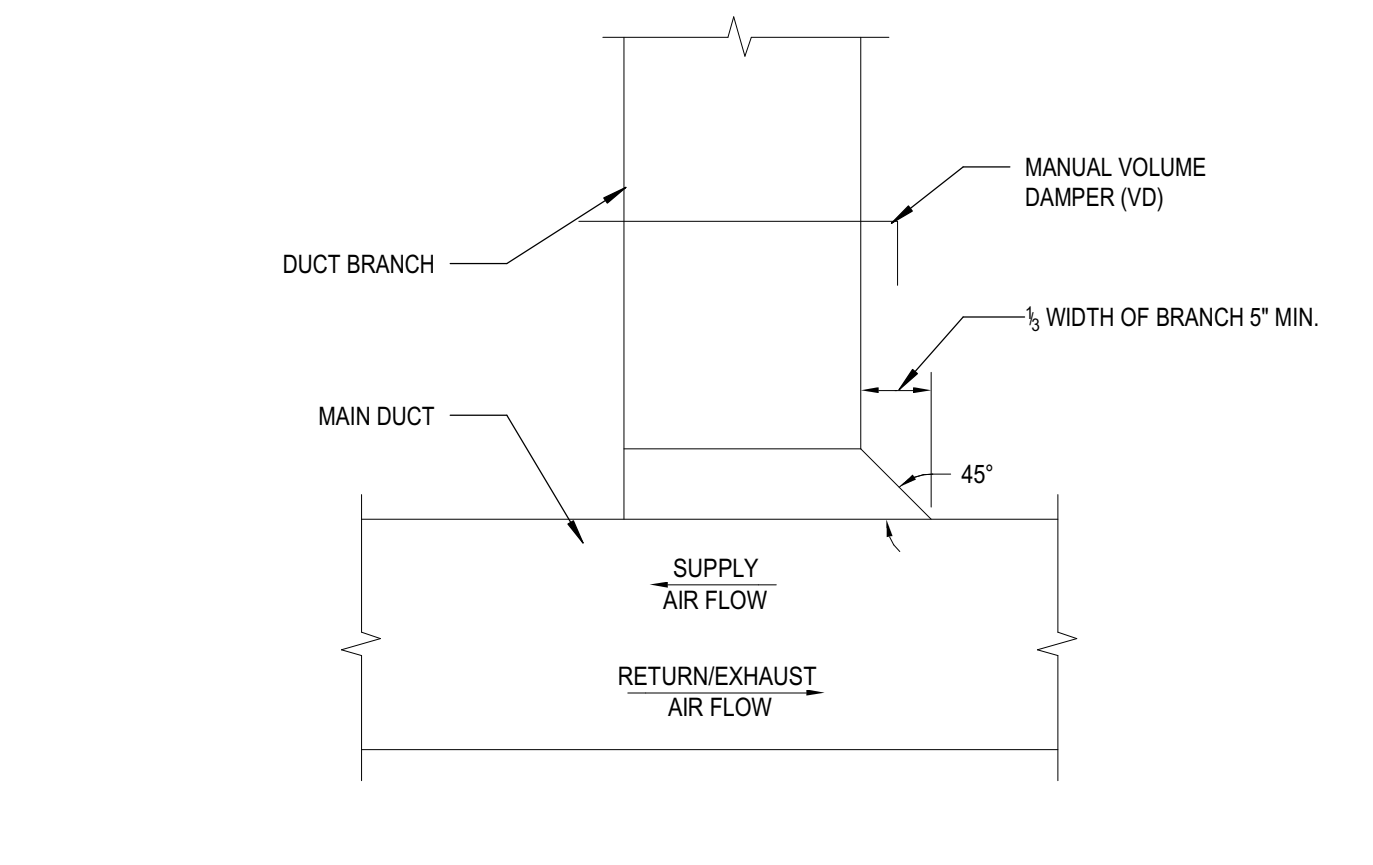 MANUAL VOLUME
DAMPER (VD)
DUCT BRANCH
⅓ WIDTH OF BRANCH 5" MIN.
MAIN DUCT
45°
SUPPLY
AIR FLOW
RETURN/EXHAUST
AIR FLOW